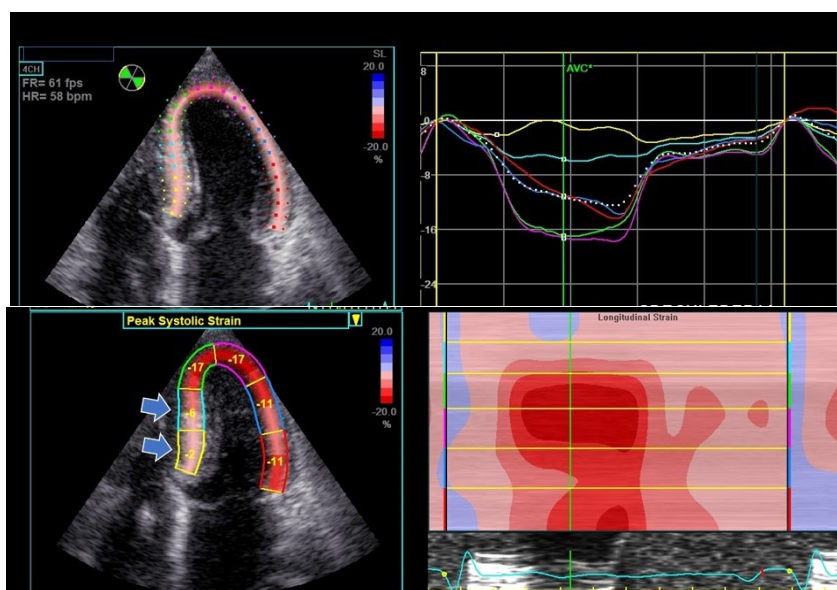 4CH
FR= 61 fps
HR= 58 bpm
SL
20.0
-20.0
%
8
AVC*
0
-8
-16
-24
Peak Systolic Strain
20.0
-20.0
%
-17
-17
-6
-11
-2
-11
Longitudinal Strain